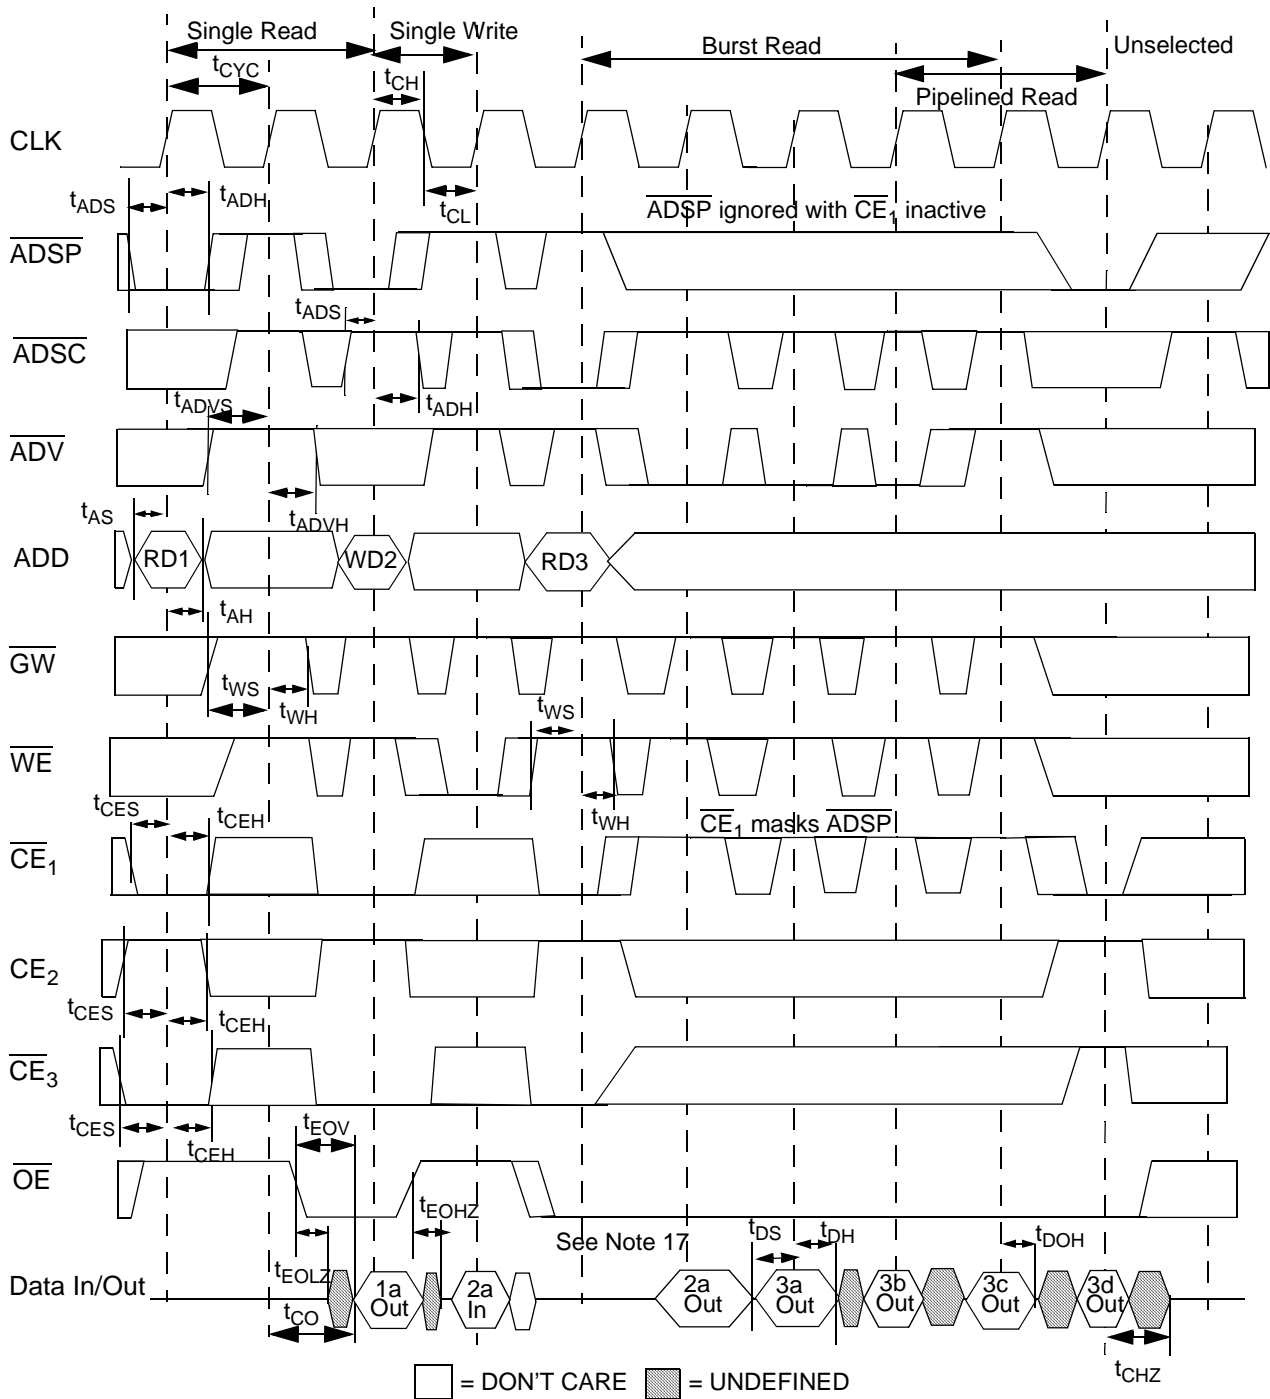 Single Read Single Write Burst Read Unselected
tCYC tCH Pipelined Read
CLK
tADS tADH tCL ADSP ignored with CE1 inactive
ADSP
tADS
ADSC
tADVS tADH
ADV
tAS tADVH
ADD RD1 WD2 RD3
tAH
GW
tWS tWH tWS
WE
tCES tCEH tWH CE1 masks ADSP
CE1
CE2
tCES tCEH
CE3
tCES tCEH tEOV
OE
tEOHZ See Note 17 tDS tDH tDOH
Data In/Out tEOLZ 1a Out 2a In 2a Out 3a Out 3b Out 3c Out 3d Out
tCO tCHZ
= DON'T CARE = UNDEFINED